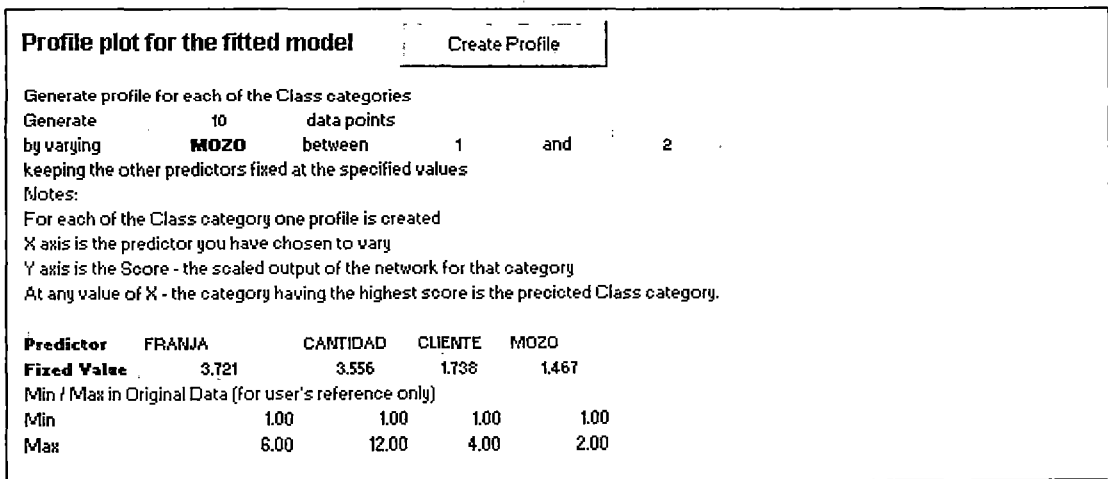 Profile plot for the fitted model Create Profile
Generate profile for each of the Class categories
Generate 10 data points
by varying MOZO between 1 and 2
keeping the other predictors fixed at the specified values
Notes:
For each of the Class category one profile is created
X axis is the predictor you have chosen to vary
Y axis is the Score - the scaled output of the network for that category
At any value of X - the category having the highest score is the precicted Class category.
Predictor FRANJA CANTIDAD CLIENTE MOZO
Fixed Value 3.721 3.556 1.738 1.467
Min / Max in Original Data (for user's reference only)
Min 1.00 1.00 1.00 1.00
Max 6.00 12.00 4.00 2.00